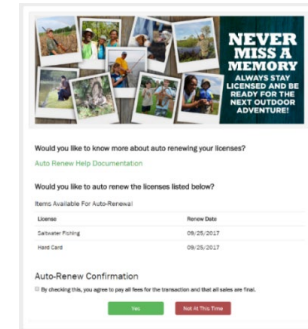 NEVER
MISS A
MEMORY
ALWAYS STAY
LICENSED AND BE
READY FOR THE
NEXT OUTDOOR
ADVENTURE!
Would you like to know more about auto renewing your licenses?
Auto Renew Help Documentation
Would you like to auto renew the licenses listed below?
Items Available For Auto-Renewal
License Renew Date
Saltwater Fishing 09/25/2017
Hard Card 09/25/2017
Auto-Renew Confirmation
By checking this, you agree to pay all fees for the transaction and that all sales are final.
Yes Not At This Time